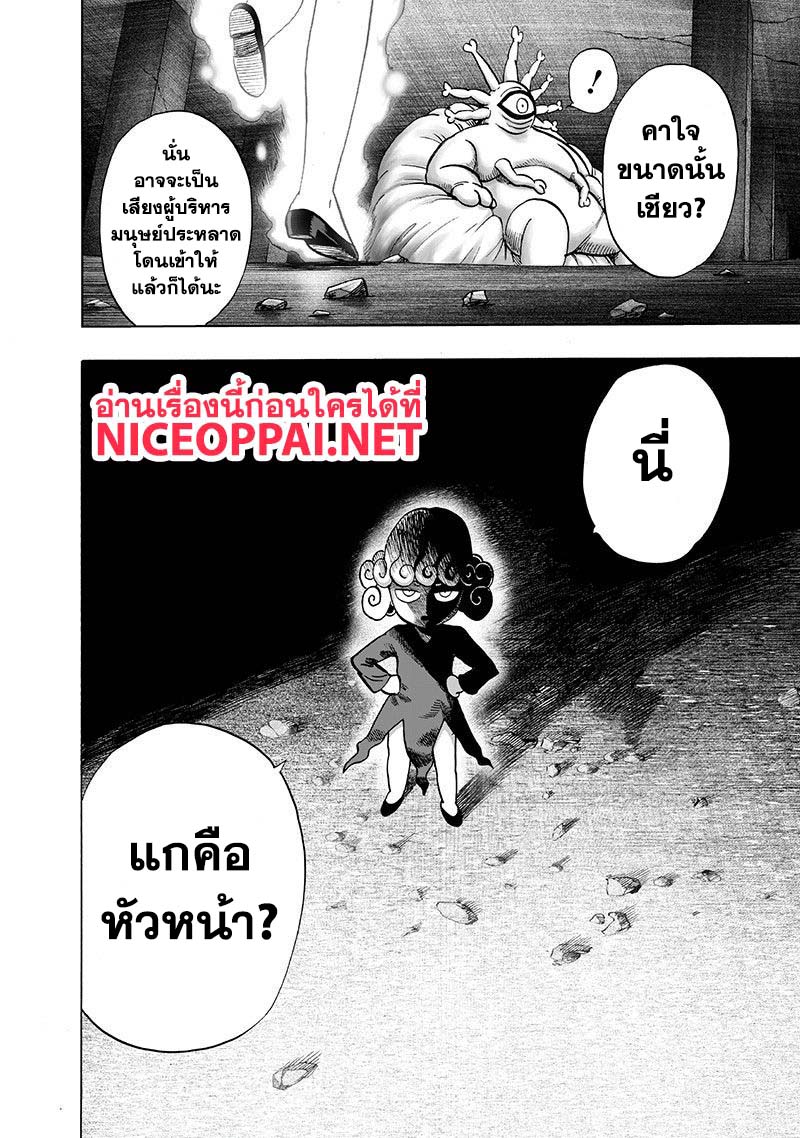 คาใจ
ขนาดนั้น
เชียว?
!
นั่น
อาจจะเป็น
เสียงผู้บริหาร
มนุษย์ประหลาด
โดนเข้าให้
แล้วก็ได้นะ
อ่านเรื่องนี้ก่อนใครได้ที่
NICEOPPAI.NET
นี่
แกคือ
หัวหน้า?